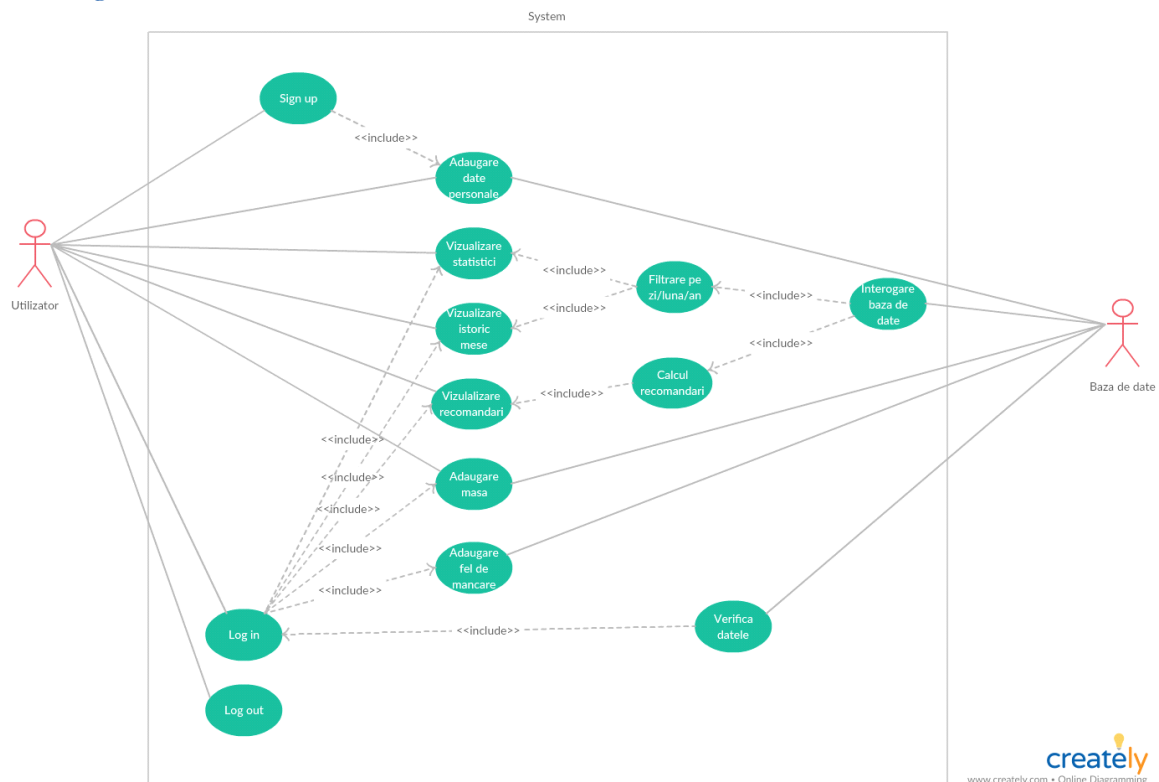 System
Sign up
<<include>>
Adaugare
date
personale
Utilizator
Vizualizare
statistici
<<include>>
Filtrare pe
zi/luna/an
<<include>>
Interogare
baza de
date
Vizualizare
istoric
mese
<<include>>
<<include>>
Baza de date
Vizulalizare
recomandari
<<include>>
Calcul
recomandari
<<include>>
<<include>>
Adaugare
masa
<<include>>
<<include>>
Adaugare
fel de
mancare
<<include>>
Log in
<<include>>
Verifica
datele
Log out
creately
www.creately.com • Online Diagramming